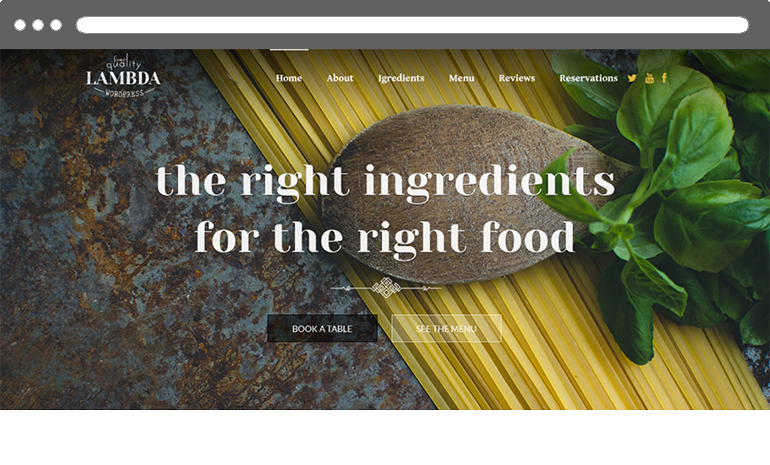 finest
quality
LAMBDA
WORDPRESS
Home About Igredients Menu Reviews Reservations
the right ingredients
for the right food
BOOK A TABLE SEE THE MENU